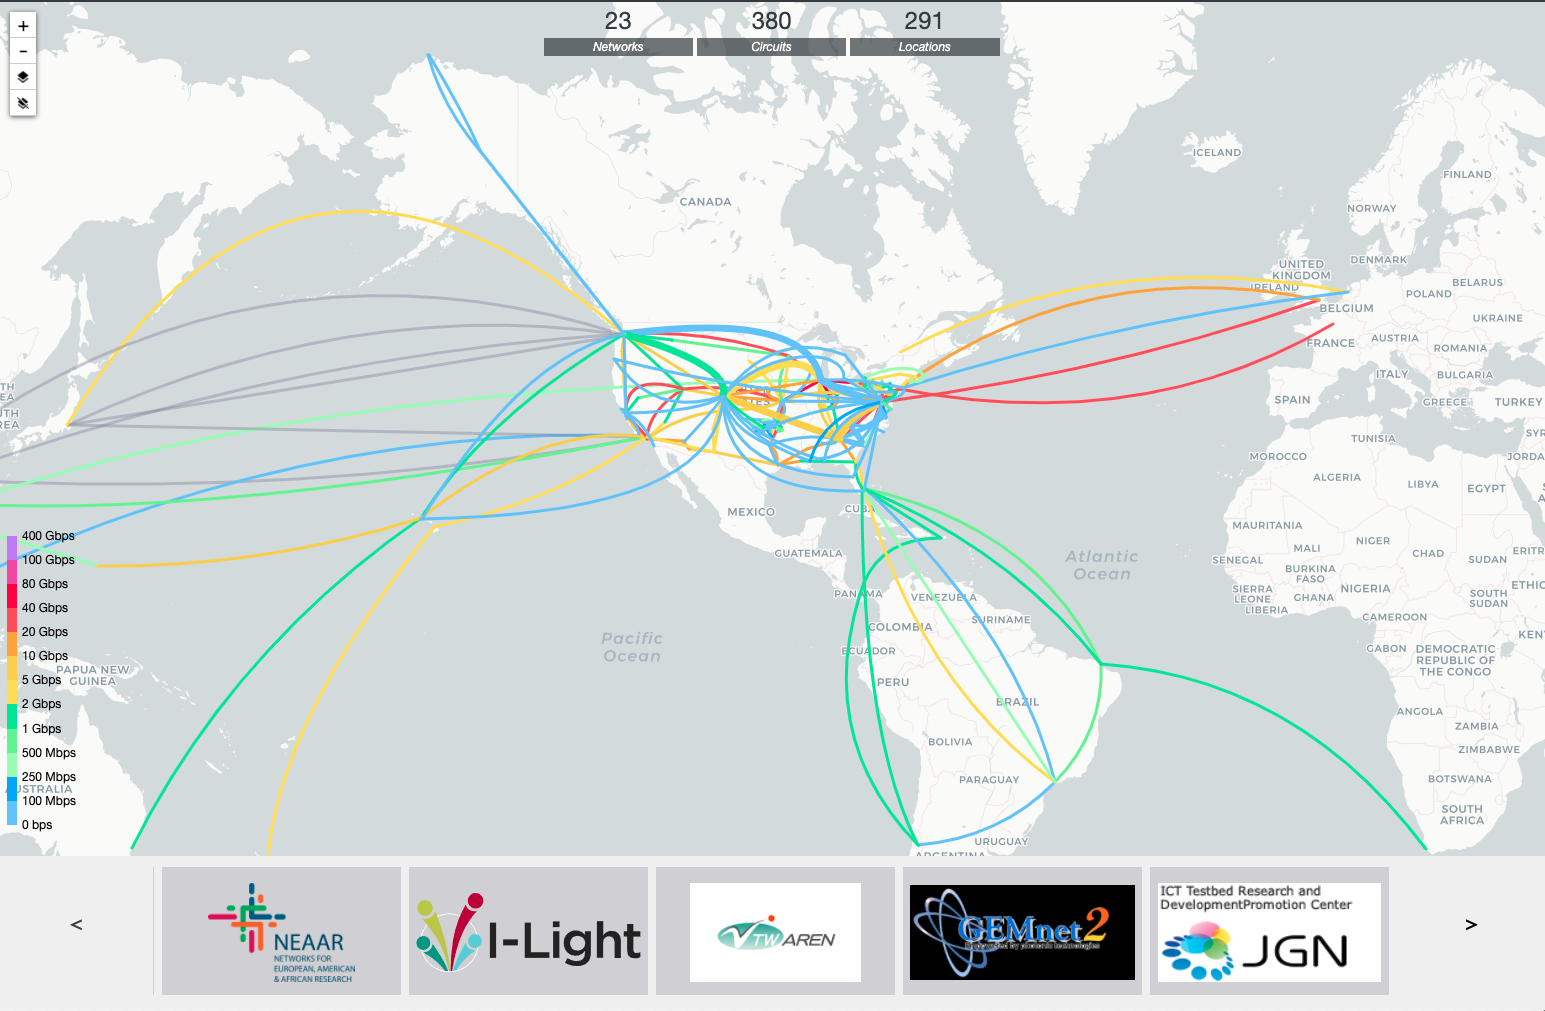 +
−
23
Networks
380
Circuits
291
Locations
ICELAND
FINLAND
CANADA
NORWAY
UNITED
KINGDOM
DENMARK
IRELAND
BELARUS
POLAND
BELGIUM
UKRAINE
FRANCE
AUSTRIA
ROMANIA
ITALY
BULGARIA
SPAIN
GREECE
TURKEY
TUNISIA
SYR
MOROCCO
JORDA
ALGERIA
LIBYA
EGYPT
MEXICO
CUBA
MAURITANIA
GUATEMALA
Atlantic
Ocean
MALI
NIGER
CHAD
SUDAN
ERITR
SENEGAL
BURKINA
FASO
SIERRA
LEONE
GHANA
NIGERIA
LIBERIA
SOUTH
SUDAN
ETHIO
PANAMA
VENEZUELA
COLOMBIA
SURINAME
CAMEROON
Pacific
Ocean
ECUADOR
GABON
DEMOCRATIC
REPUBLIC OF
THE CONGO
KEN
PERU
BRAZIL
ANGOLA
ZAMBIA
BOLIVIA
ZIMBABWE
PARAGUAY
BOTSWANA
SOUTH
AFRICA
URUGUAY
ARGENTINA
PAPUA NEW
GUINEA
AUSTRALIA
400 Gbps
100 Gbps
80 Gbps
40 Gbps
20 Gbps
10 Gbps
5 Gbps
2 Gbps
1 Gbps
500 Mbps
250 Mbps
100 Mbps
0 bps
<
NEAAR
NETWORKS FOR
EUROPEAN, AMERICAN
& AFRICAN RESEARCH
I-Light
TWAREN
GEMnet2
ICT Testbed Research and
DevelopmentPromotion Center
JGN
>